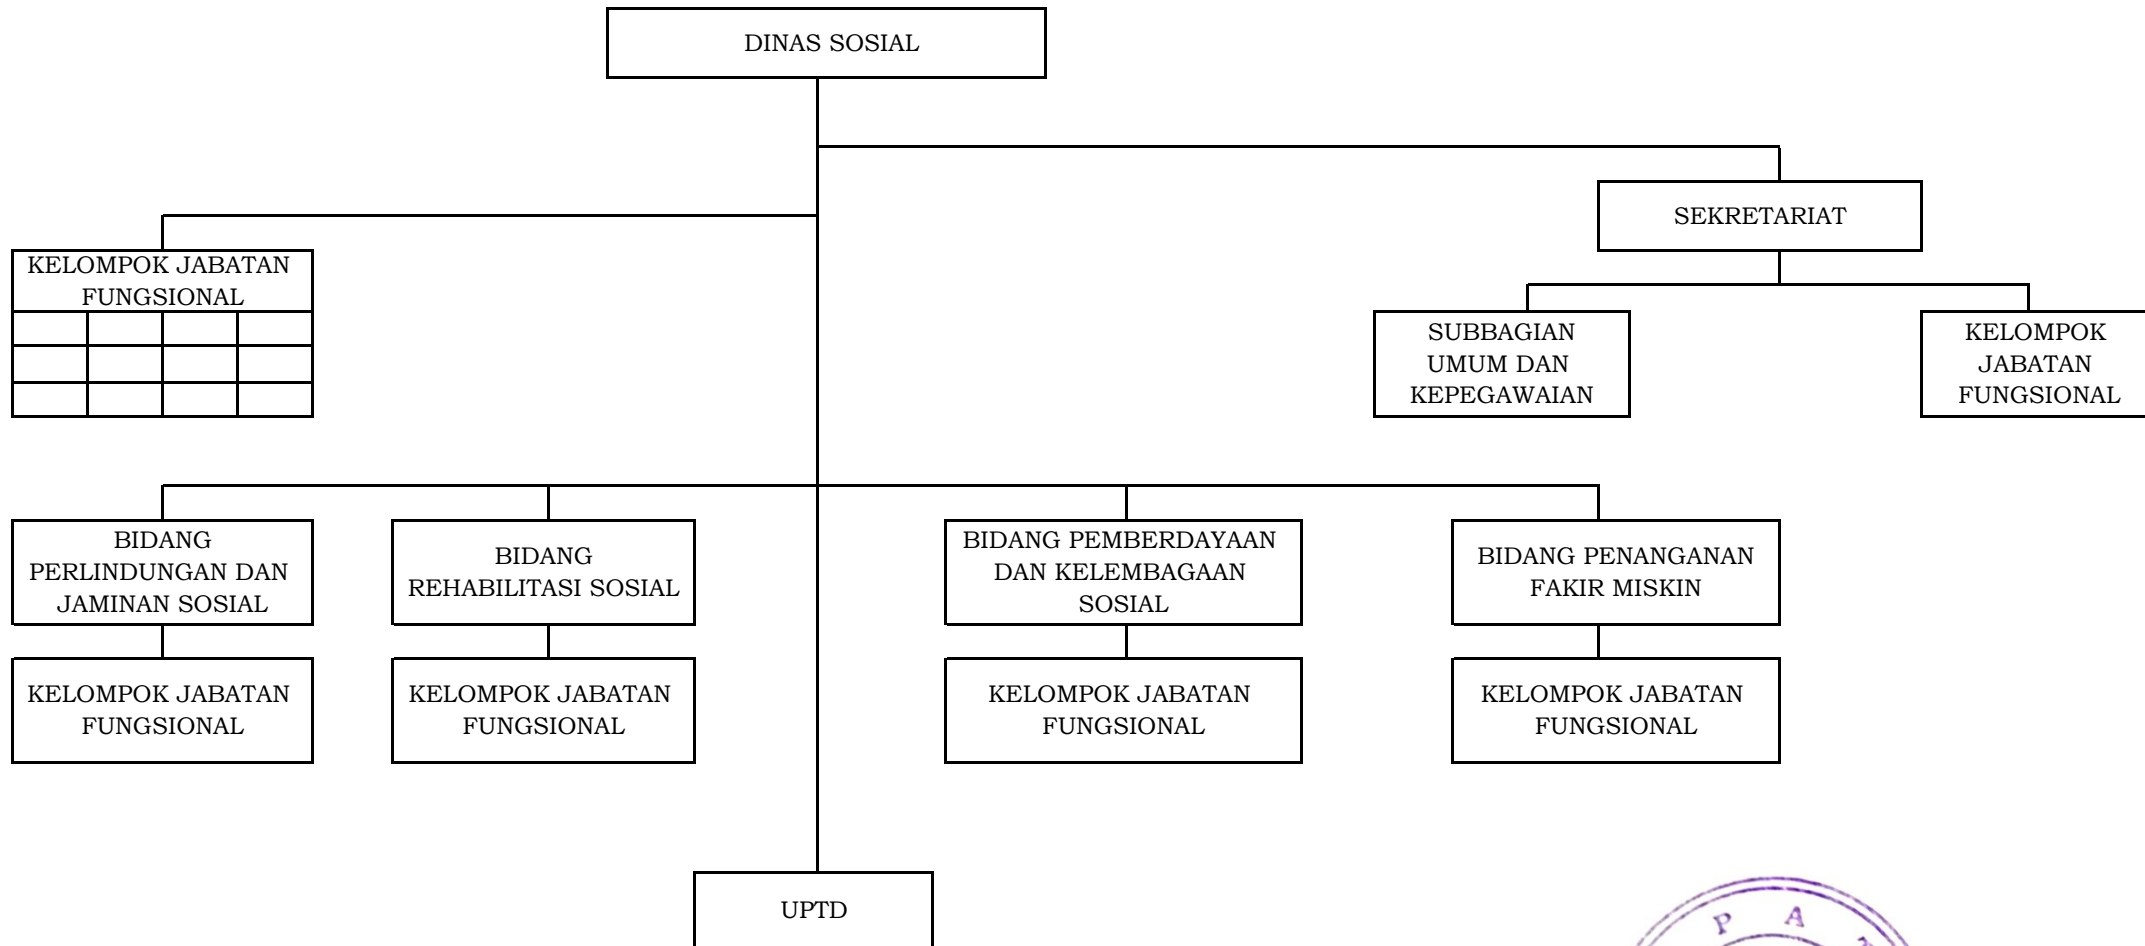 DINAS SOSIAL
SEKRETARIAT
KELOMPOK JABATAN
FUNGSIONAL
SUBBAGIAN
UMUM DAN
KEPEGAWAIAN
KELOMPOK
JABATAN
FUNGSIONAL
BIDANG
PERLINDUNGAN DAN
JAMINAN SOSIAL
BIDANG
REHABILITASI SOSIAL
BIDANG PEMBERDAYAAN
DAN KELEMBAGAAN
SOSIAL
BIDANG PENANGANAN
FAKIR MISKIN
KELOMPOK JABATAN
FUNGSIONAL
KELOMPOK JABATAN
FUNGSIONAL
KELOMPOK JABATAN
FUNGSIONAL
KELOMPOK JABATAN
FUNGSIONAL
UPTD